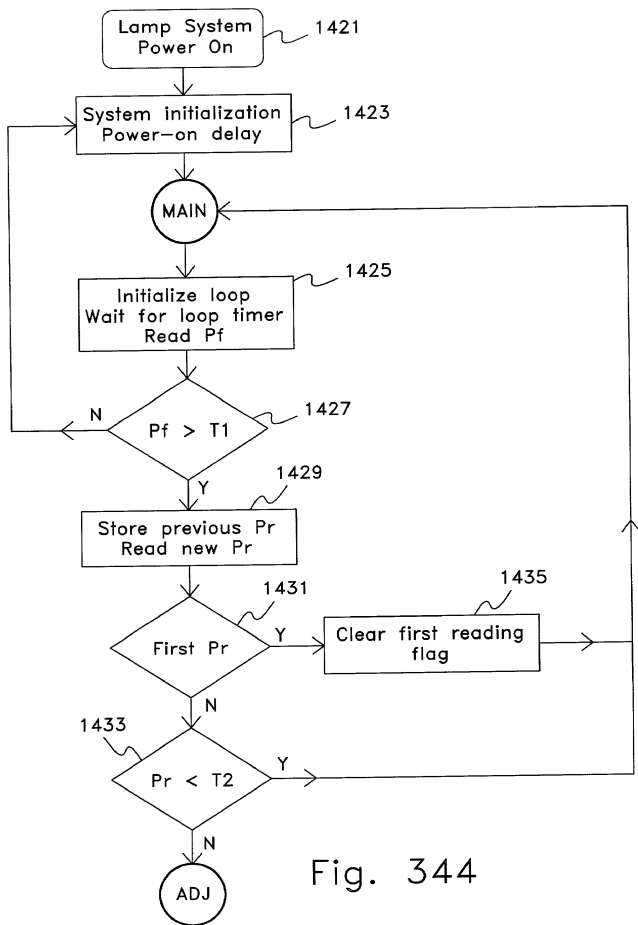 Lamp System
Power On
1421
System initialization
Power-on delay
1423
MAIN
1425
Initialize loop
Wait for loop timer
Read Pf
N
Pf > T1
1427
Y
1429
Store previous Pr
Read new Pr
1431
First Pr
Y
1435
Clear first reading
flag
N
1433
Pr < T2
Y
N
ADJ
Fig. 344